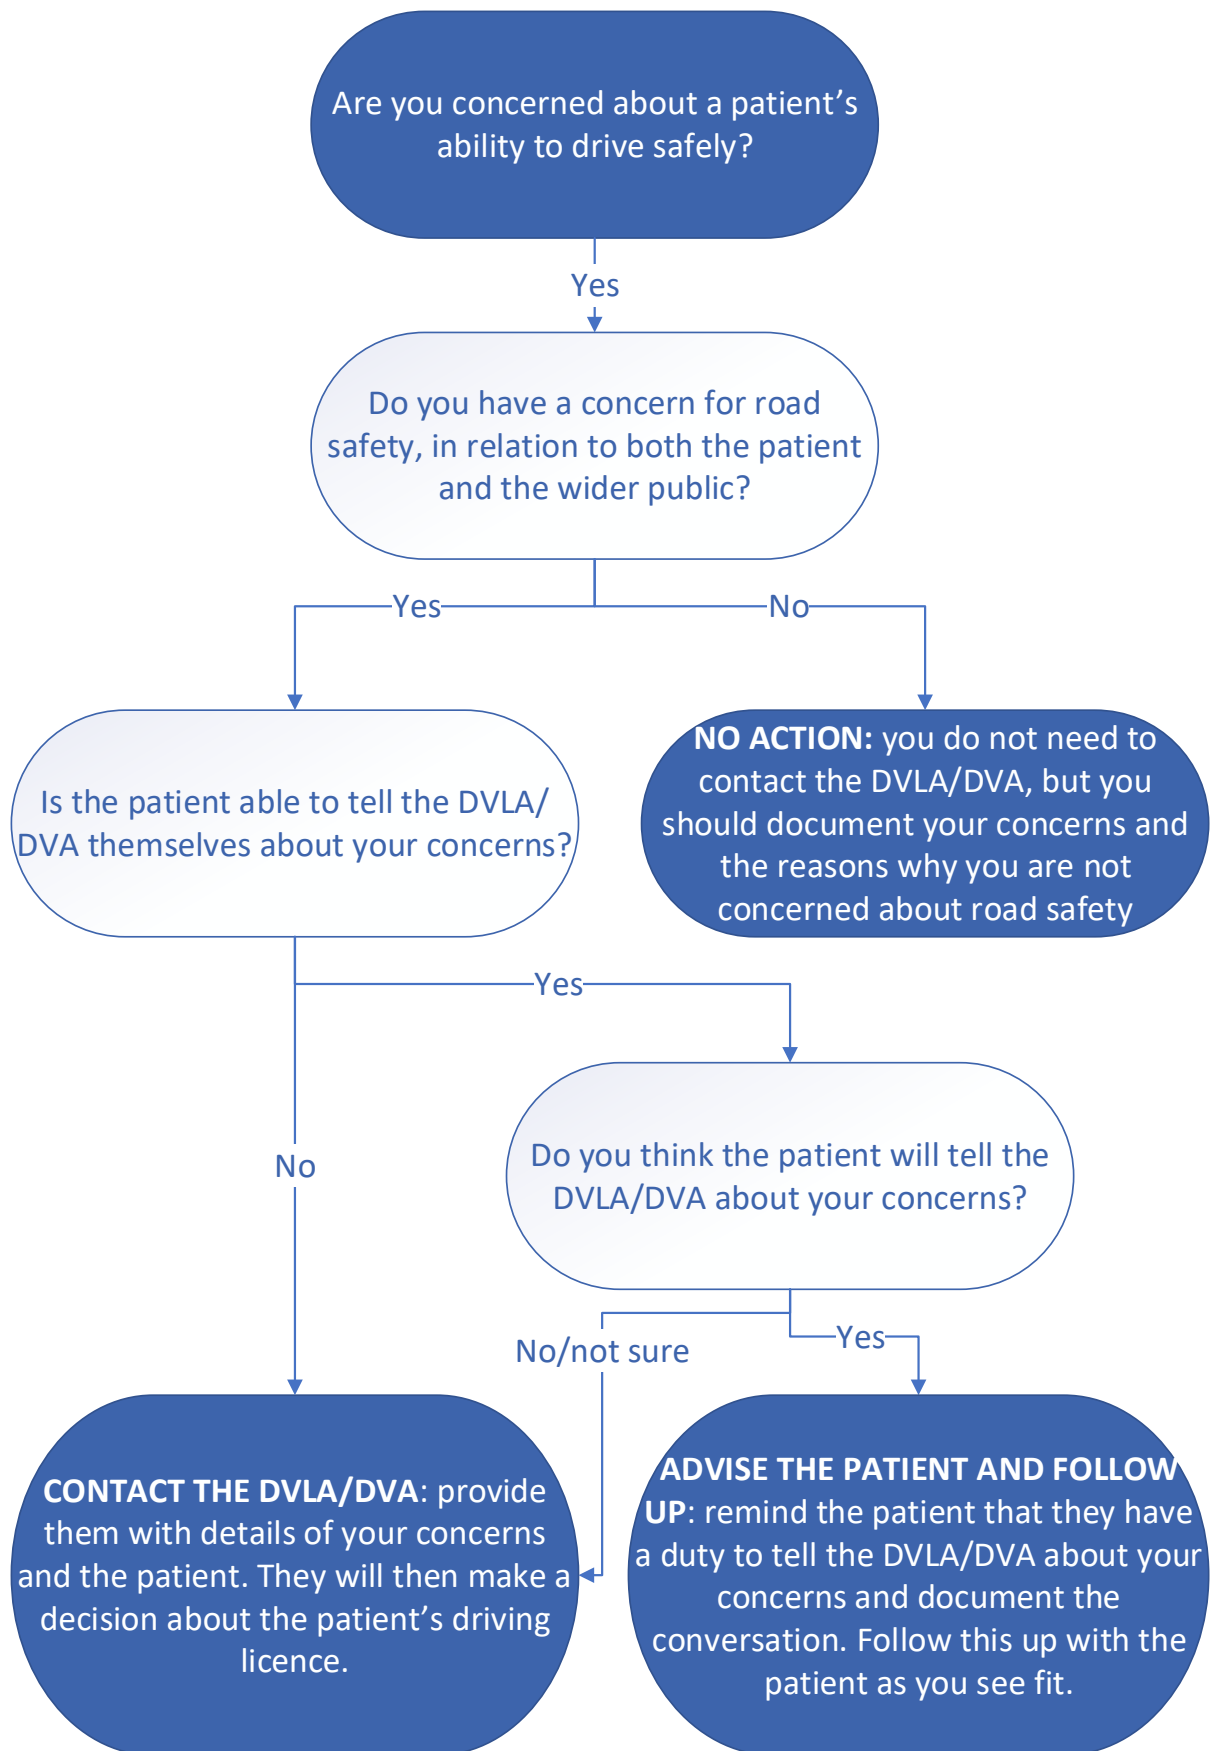 Are you concerned about a patient’s
ability to drive safely?
Yes
Do you have a concern for road
safety, in relation to both the patient
and the wider public?
Yes
No
Is the patient able to tell the DVLA/
DVA themselves about your concerns?
NO ACTION: you do not need to
contact the DVLA/DVA, but you
should document your concerns and
the reasons why you are not
concerned about road safety
Yes
No
Do you think the patient will tell the
DVLA/DVA about your concerns?
No/not sure
Yes
CONTACT THE DVLA/DVA: provide
them with details of your concerns
and the patient. They will then make a
decision about the patient’s driving
licence.
ADVISE THE PATIENT AND FOLLOW
UP: remind the patient that they have
a duty to tell the DVLA/DVA about your
concerns and document the
conversation. Follow this up with the
patient as you see fit.